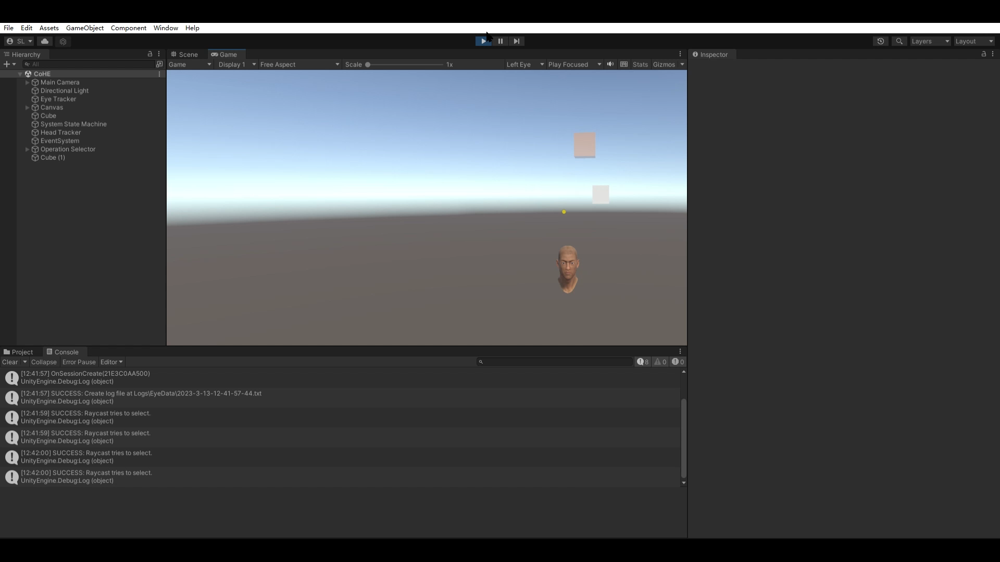 File Edit Assets GameObject Component Window Help
SL Layers Layout
Hierarchy Scene Game Inspector
All Game Display 1 Free Aspect Scale 1x Left Eye Play Focused Stats Gizmos
CoHE
Main Camera
Directional Light
Eye Tracker
Canvas
Cube
System State Machine
Head Tracker
EventSystem
Operation Selector
Cube (1)
Project Console
Clear Collapse Error Pause Editor 8 0 0
[12:41:57] OnSessionCreate(21E3C0AA500)
UnityEngine.Debug:Log (object)
[12:41:57] SUCCESS: Create log file at Logs\EyeData\2023-3-13-12-41-57-44.txt
UnityEngine.Debug:Log (object)
[12:41:59] SUCCESS: Raycast tries to select.
UnityEngine.Debug:Log (object)
[12:41:59] SUCCESS: Raycast tries to select.
UnityEngine.Debug:Log (object)
[12:42:00] SUCCESS: Raycast tries to select.
UnityEngine.Debug:Log (object)
[12:42:00] SUCCESS: Raycast tries to select.
UnityEngine.Debug:Log (object)